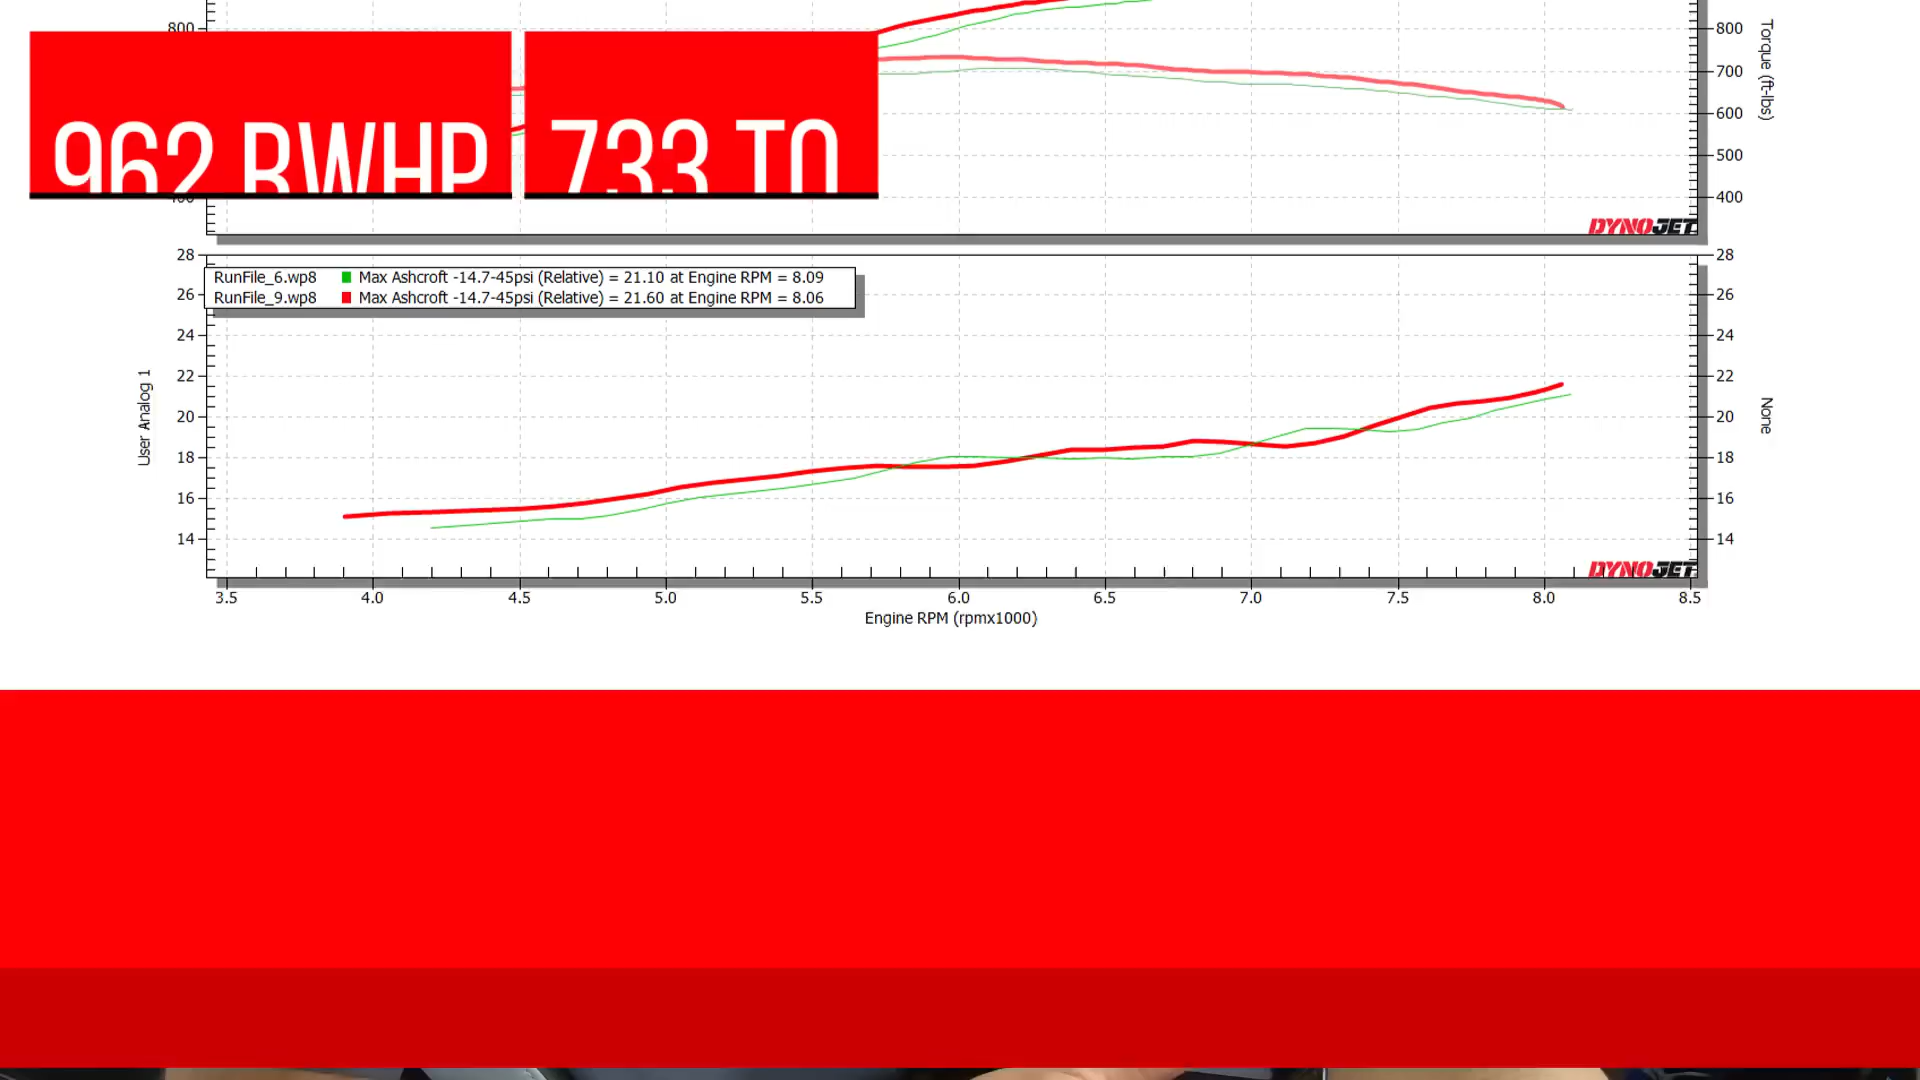 800
800
Torque (ft-lbs)
700
962 RWHP
733 TQ
600
500
400
DYNOJET
28
28
RunFile_6.wp8 Max Ashcroft -14.7-45psi (Relative) = 21.10 at Engine RPM = 8.09
RunFile_9.wp8 Max Ashcroft -14.7-45psi (Relative) = 21.60 at Engine RPM = 8.06
26
26
24
24
22
22
User Analog 1
None
20
20
18
18
16
16
14
14
DYNOJET
3.5 4.0 4.5 5.0 5.5 6.0 6.5 7.0 7.5 8.0 8.5
Engine RPM (rpmx1000)